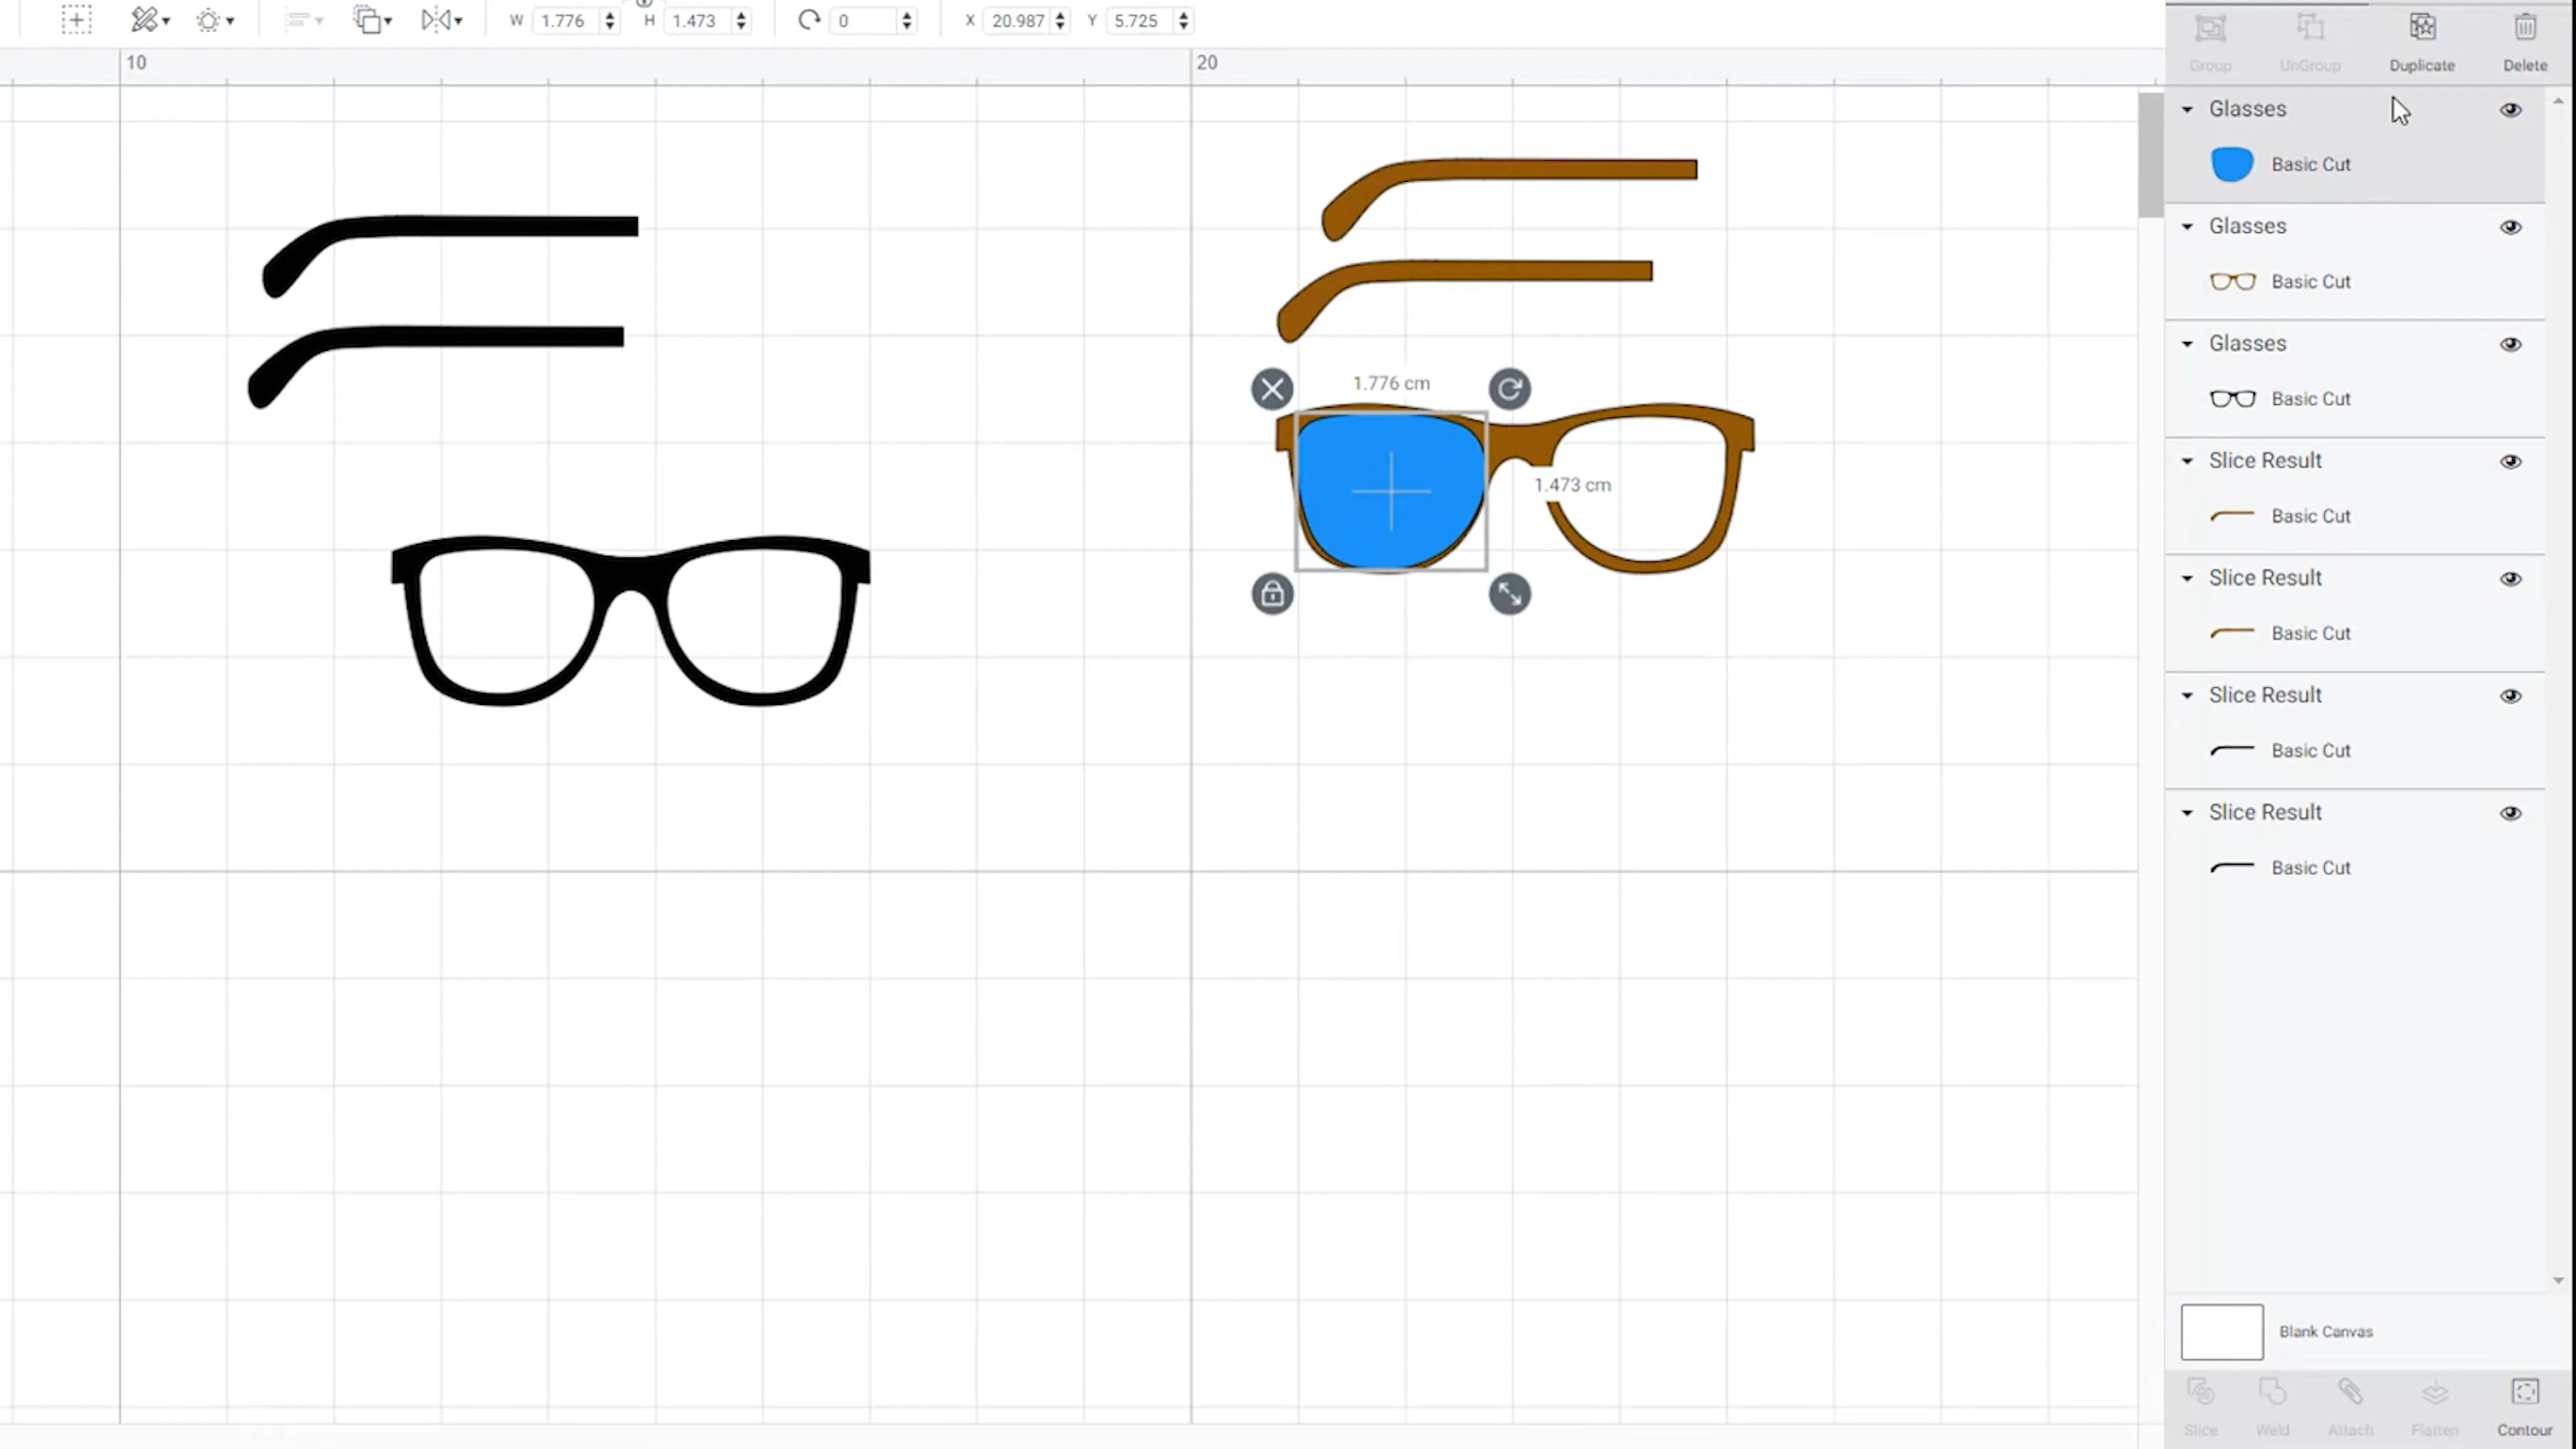 W 1.776 H 1.473 0 X 20.987 Y 5.725
Group UnGroup Duplicate Delete
10 20
Glasses
Basic Cut
Glasses
Basic Cut
Glasses
Basic Cut
Slice Result
Basic Cut
Slice Result
Basic Cut
Slice Result
Basic Cut
Slice Result
Basic Cut
1.776 cm
1.473 cm
Blank Canvas
Slice Weld Attach Flatten Contour